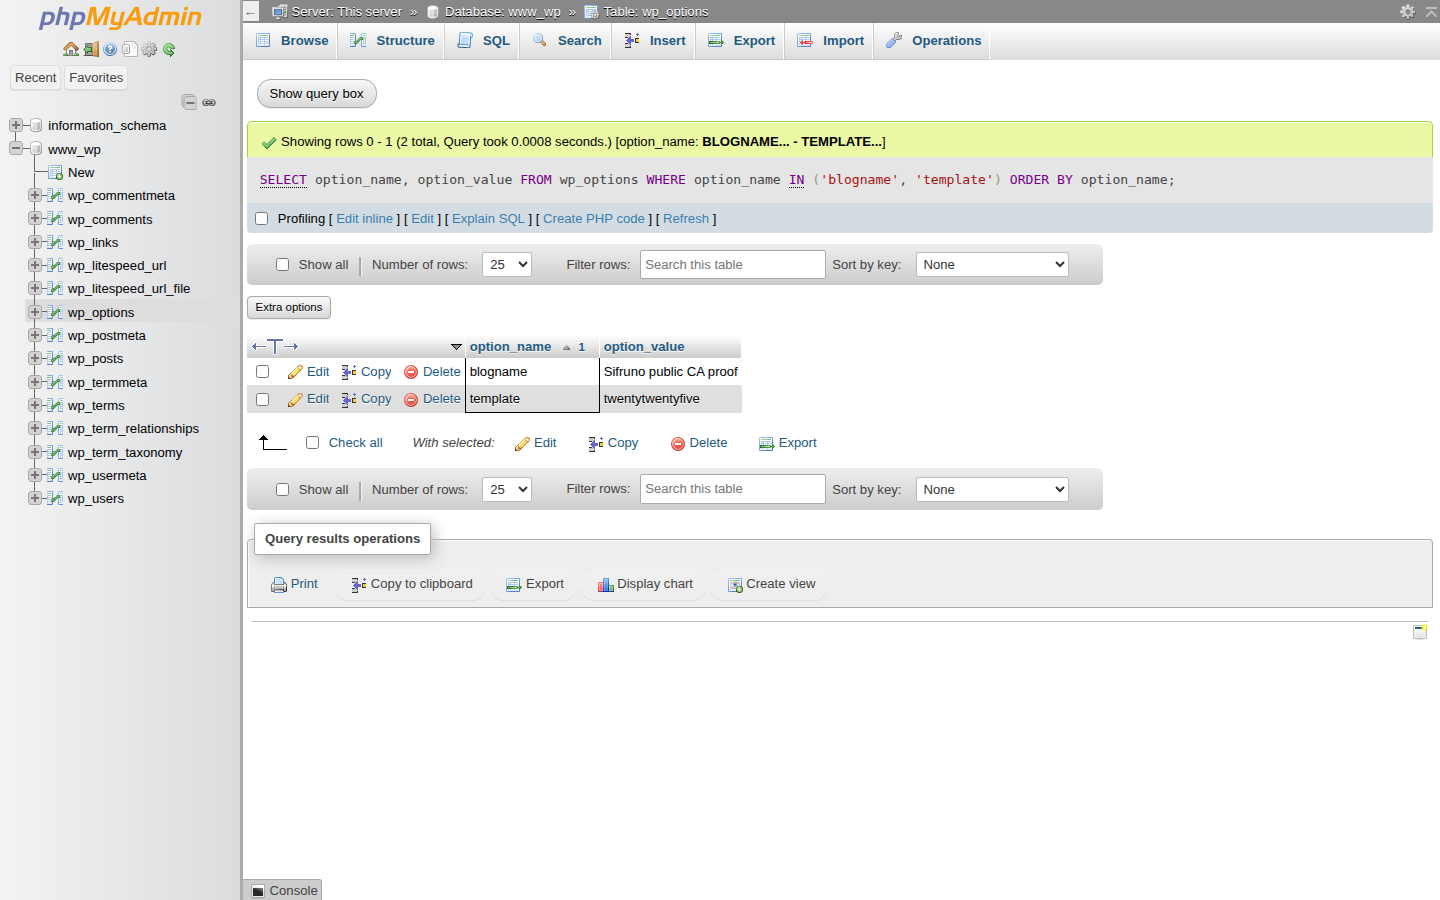 phpMyAdmin
Recent Favorites
information_schema
www_wp
New
wp_commentmeta
wp_comments
wp_links
wp_litespeed_url
wp_litespeed_url_file
wp_options
wp_postmeta
wp_posts
wp_termmeta
wp_terms
wp_term_relationships
wp_term_taxonomy
wp_usermeta
wp_users
← Server: This server » Database: www_wp » Table: wp_options
Browse Structure SQL Search Insert Export Import Operations
Show query box
Showing rows 0 - 1 (2 total, Query took 0.0008 seconds.) [option_name: BLOGNAME... - TEMPLATE...]
SELECT option_name, option_value FROM wp_options WHERE option_name IN ('blogname', 'template') ORDER BY option_name;
Profiling [ Edit inline ] [ Edit ] [ Explain SQL ] [ Create PHP code ] [ Refresh ]
Show all Number of rows: 25 Filter rows: Search this table Sort by key: None
Extra options
←T→ option_name 1 option_value
Edit Copy Delete blogname Sifruno public CA proof
Edit Copy Delete template twentytwentyfive
Check all With selected: Edit Copy Delete Export
Show all Number of rows: 25 Filter rows: Search this table Sort by key: None
Query results operations
Print Copy to clipboard Export Display chart Create view
Console